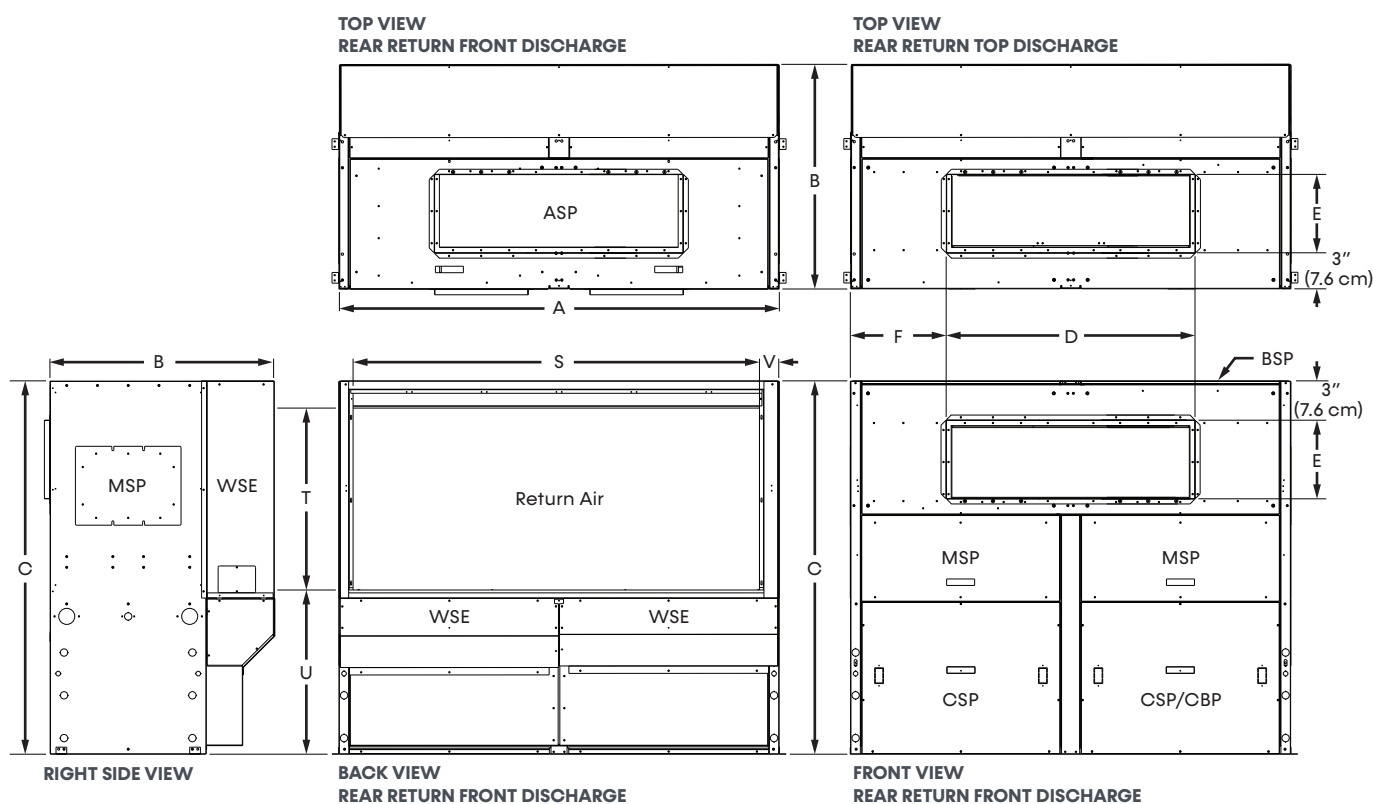 TOP VIEW
REAR RETURN FRONT DISCHARGE
TOP VIEW
REAR RETURN TOP DISCHARGE
ASP
B
E
3”
(7.6 cm)
A
F
D
B
S
V
BSP
3”
(7.6 cm)
MSP
WSE
T
Return Air
E
C
C
MSP
MSP
WSE
WSE
U
CSP
CSP/CBP
RIGHT SIDE VIEW
BACK VIEW
REAR RETURN FRONT DISCHARGE
FRONT VIEW
REAR RETURN FRONT DISCHARGE